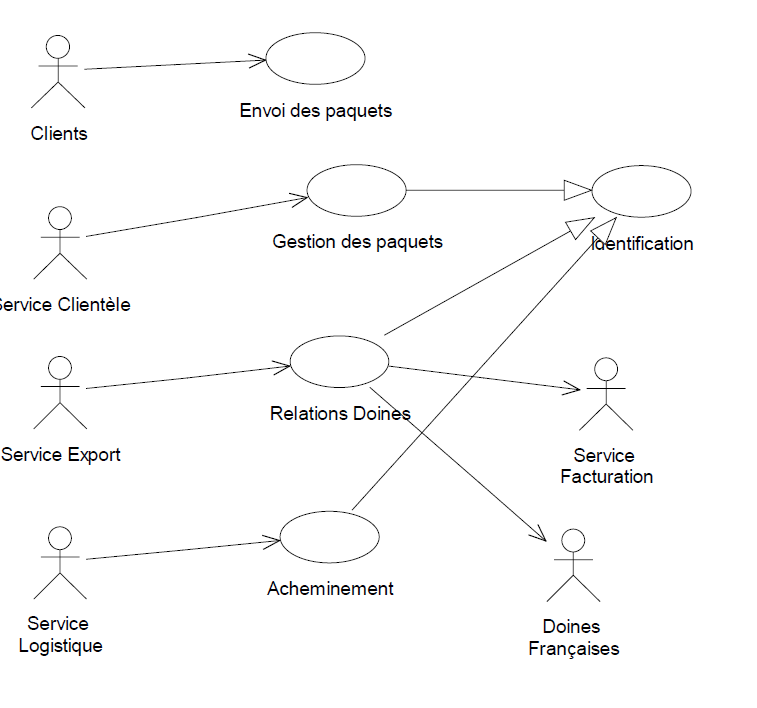 Envoi des paquets
Clients
Gestion des paquets
Identification
Service Clientèle
Relations Doines
Service Export
Service
Facturation
Acheminement
Service
Logistique
Doines
Françaises